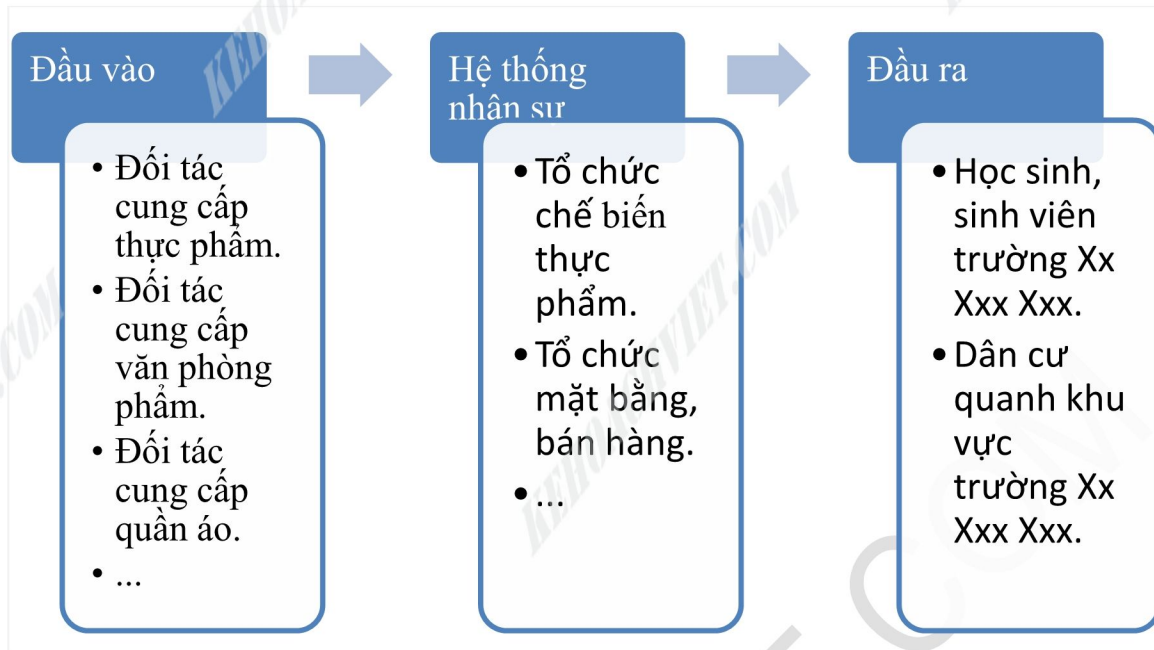 Đầu vào
• Đối tác
cung cấp
thực phẩm.
• Đối tác
cung cấp
văn phòng
phẩm.
• Đối tác
cung cấp
quần áo.
• ...
Hệ thống
nhân sự
• Tổ chức
chế biến
thực
phẩm.
• Tổ chức
mặt bằng,
bán hàng.
• ...
Đầu ra
• Học sinh,
sinh viên
trường Xx
Xxx Xxx.
• Dân cư
quanh khu
vực
trường Xx
Xxx Xxx.